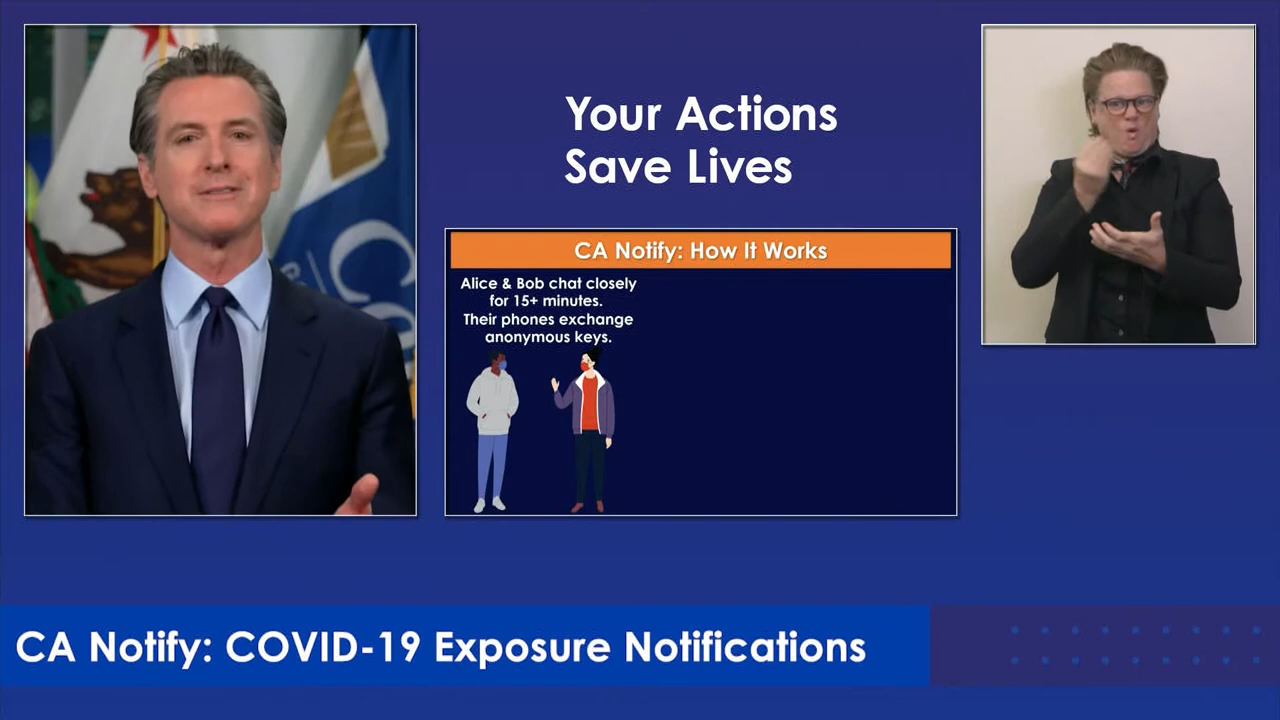 Your Actions
Save Lives
CA Notify: How It Works
Alice & Bob chat closely
for 15+ minutes.
Their phones exchange
anonymous keys.
CA Notify: COVID-19 Exposure Notifications